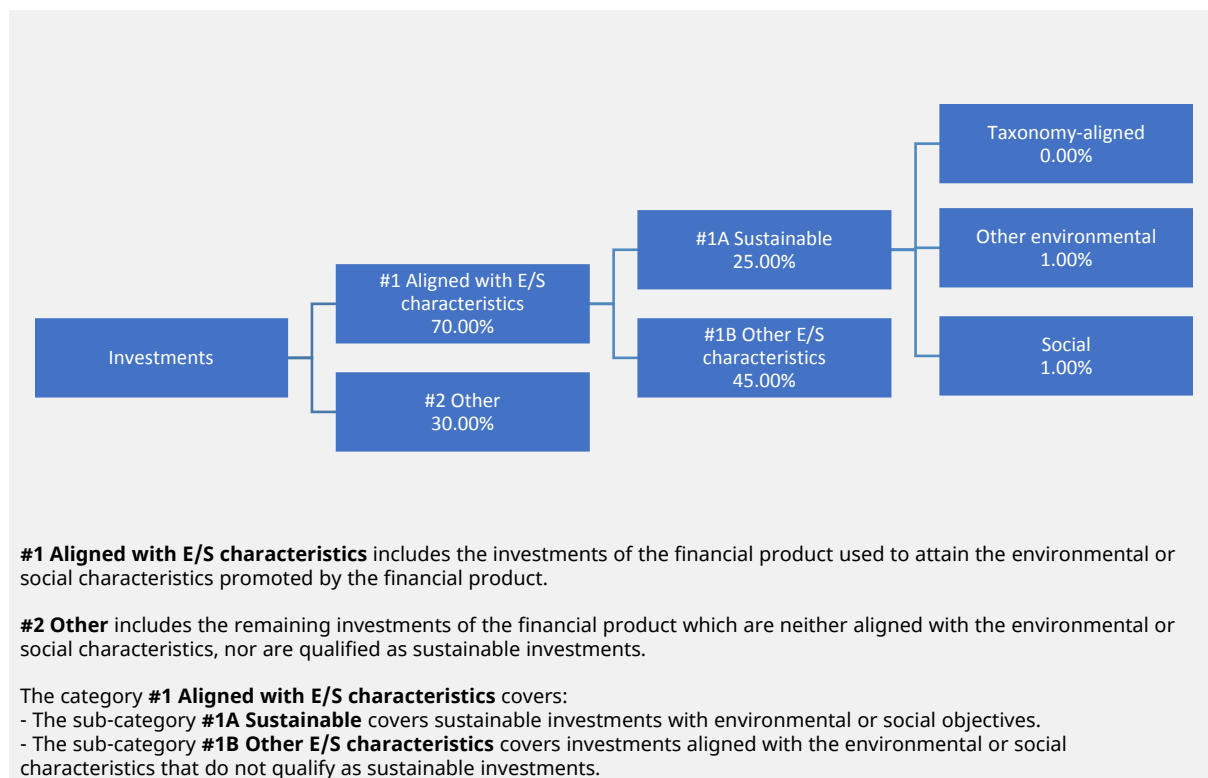 Investments
#1 Aligned with E/S
characteristics
70.00%
#2 Other
30.00%
#1A Sustainable
25.00%
#1B Other E/S
characteristics
45.00%
Taxonomy-aligned
0.00%
Other environmental
1.00%
Social
1.00%
#1 Aligned with E/S characteristics includes the investments of the financial product used to attain the environmental or
social characteristics promoted by the financial product.
#2 Other includes the remaining investments of the financial product which are neither aligned with the environmental or
social characteristics, nor are qualified as sustainable investments.
The category #1 Aligned with E/S characteristics covers:
- The sub-category #1A Sustainable covers sustainable investments with environmental or social objectives.
- The sub-category #1B Other E/S characteristics covers investments aligned with the environmental or social
characteristics that do not qualify as sustainable investments.